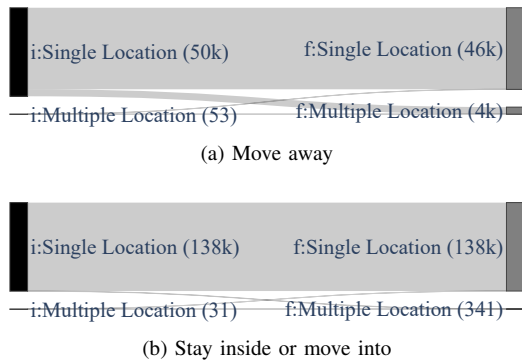 i:Single Location (50k) f:Single Location (46k)
i:Multiple Location (53) f:Multiple Location (4k)
(a) Move away
i:Single Location (138k) f:Single Location (138k)
i:Multiple Location (31) f:Multiple Location (341)
(b) Stay inside or move into